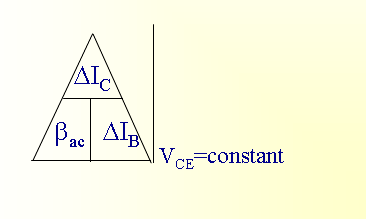 ΔI_C
β_ac ΔI_B
V_CE=constant